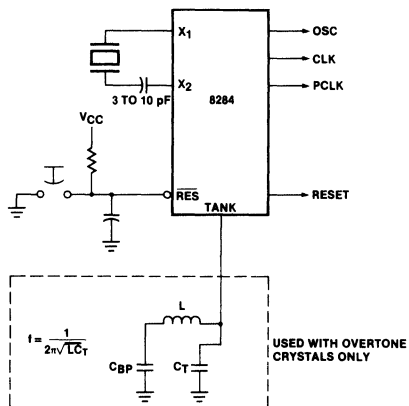 X1
OSC
CLK
X2
PCLK
3 TO 10 pF
8284
VCC
RES
RESET
TANK
L
f = 1 / 2π√LCT
USED WITH OVERTONE
CRYSTALS ONLY
CBP
CT